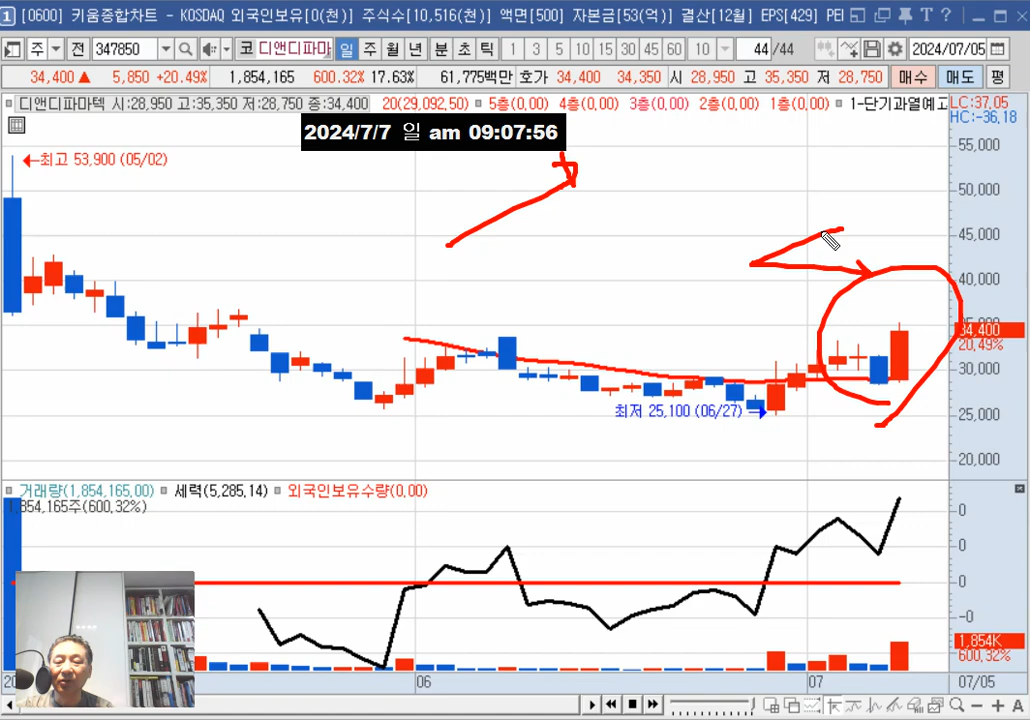 [0600] 키움종합차트 - KOSDAQ 외국인보유[0(천)] 주식수[10,516(천)] 액면[500] 자본금[53(억)] 결산[12월] EPS[429] PE
주 전 347850 코 디앤디파마 일 주 월 년 분 초 틱 1 3 5 10 15 30 45 60 10 44 /44 2024/07/05
34,400 ▲ 5,850 +20.49% 1,854,165 600.32% 17.63% 61,775백만 호가 34,400 34,350 시 28,950 고 35,350 저 28,750 매수 매도 평
디앤디파마텍 시:28,950 고:35,350 저:28,750 종:34,400 20(29,092,50) 5층(0,00) 4층(0,00) 3층(0,00) 2층(0,00) 1층(0,00) 1-단기과열예고
LC:37,05
HC:-36,18
2024/7/7 일 am 09:07:56
55,000
←최고 53,900 (05/02)
50,000
45,000
40,000
34,400
20,49%
30,000
최저 25,100 (06/27)→
25,000
20,000
거래량(1,854,165,00) 세력(5,285,14) 외국인보유수량(0,00)
1,854,165주(600,32%)
0
0
0
-0
1,854K
600,32%
06 07 07/05